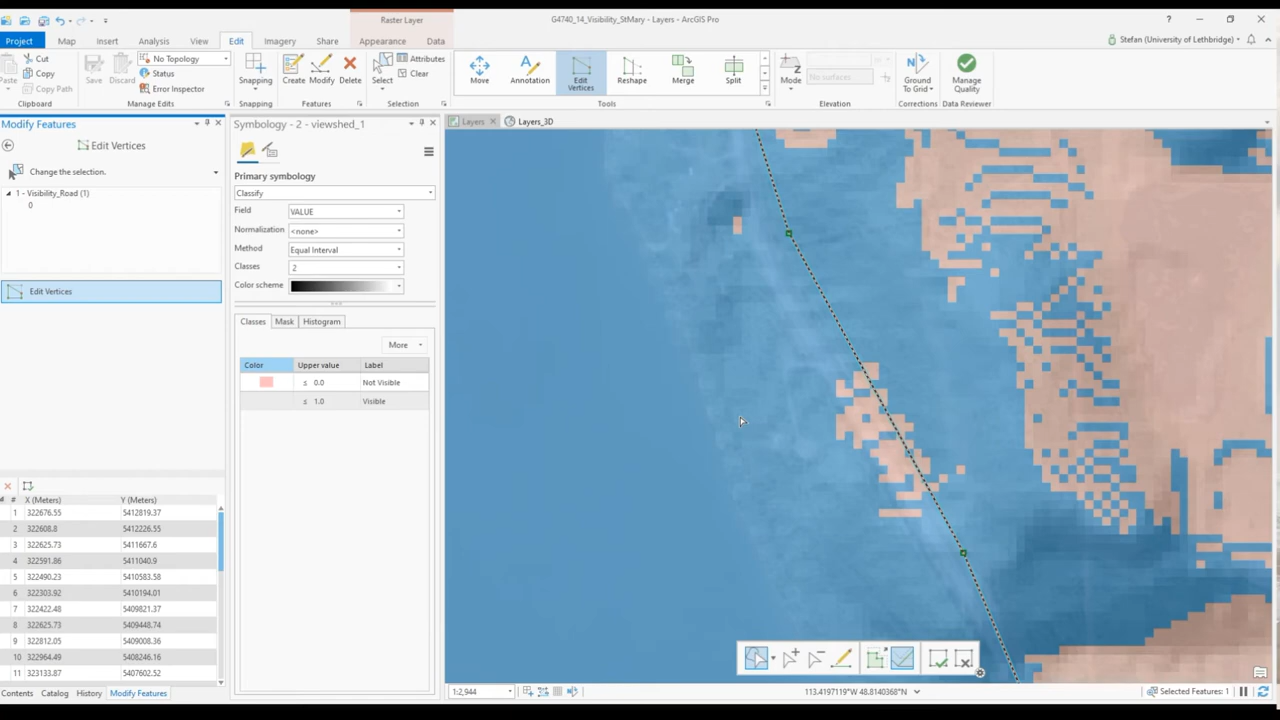 Raster Layer
G4740_14_Visibility_StMary - Layers - ArcGIS Pro
?
Project Map Insert Analysis View Edit Imagery Share Appearance Data
Stefan (University of Lethbridge)
Paste
Cut
Copy
Copy Path
Clipboard
Save
Discard
No Topology
Status
Error Inspector
Manage Edits
Snapping
Snapping
Create
Modify
Delete
Features
Select
Attributes
Clear
Selection
Move
Annotation
Edit
Vertices
Reshape
Merge
Split
Tools
Mode
No surfaces
Elevation
Ground
To Grid
Corrections
Manage
Quality
Data Reviewer
Modify Features
Edit Vertices
Change the selection.
1 - Visibility_Road (1)
0
Edit Vertices
# X (Meters) Y (Meters)
1 322676.55 5412819.37
2 322608.8 5412226.55
3 322625.73 5411667.6
4 322591.86 5411040.9
5 322490.23 5410583.58
6 322303.92 5410194.01
7 322422.48 5409821.37
8 322625.73 5409448.74
9 322812.05 5409008.36
10 322964.49 5408246.16
11 323133.87 5407602.52
Contents Catalog History Modify Features
Symbology - 2 - viewshed_1
Primary symbology
Classify
Field VALUE
Normalization <none>
Method Equal Interval
Classes 2
Color scheme
Classes Mask Histogram
More
Color Upper value Label
≤ 0.0 Not Visible
≤ 1.0 Visible
Layers
Layers_3D
1:2,944
113.4197119°W 48.8140368°N
Selected Features: 1